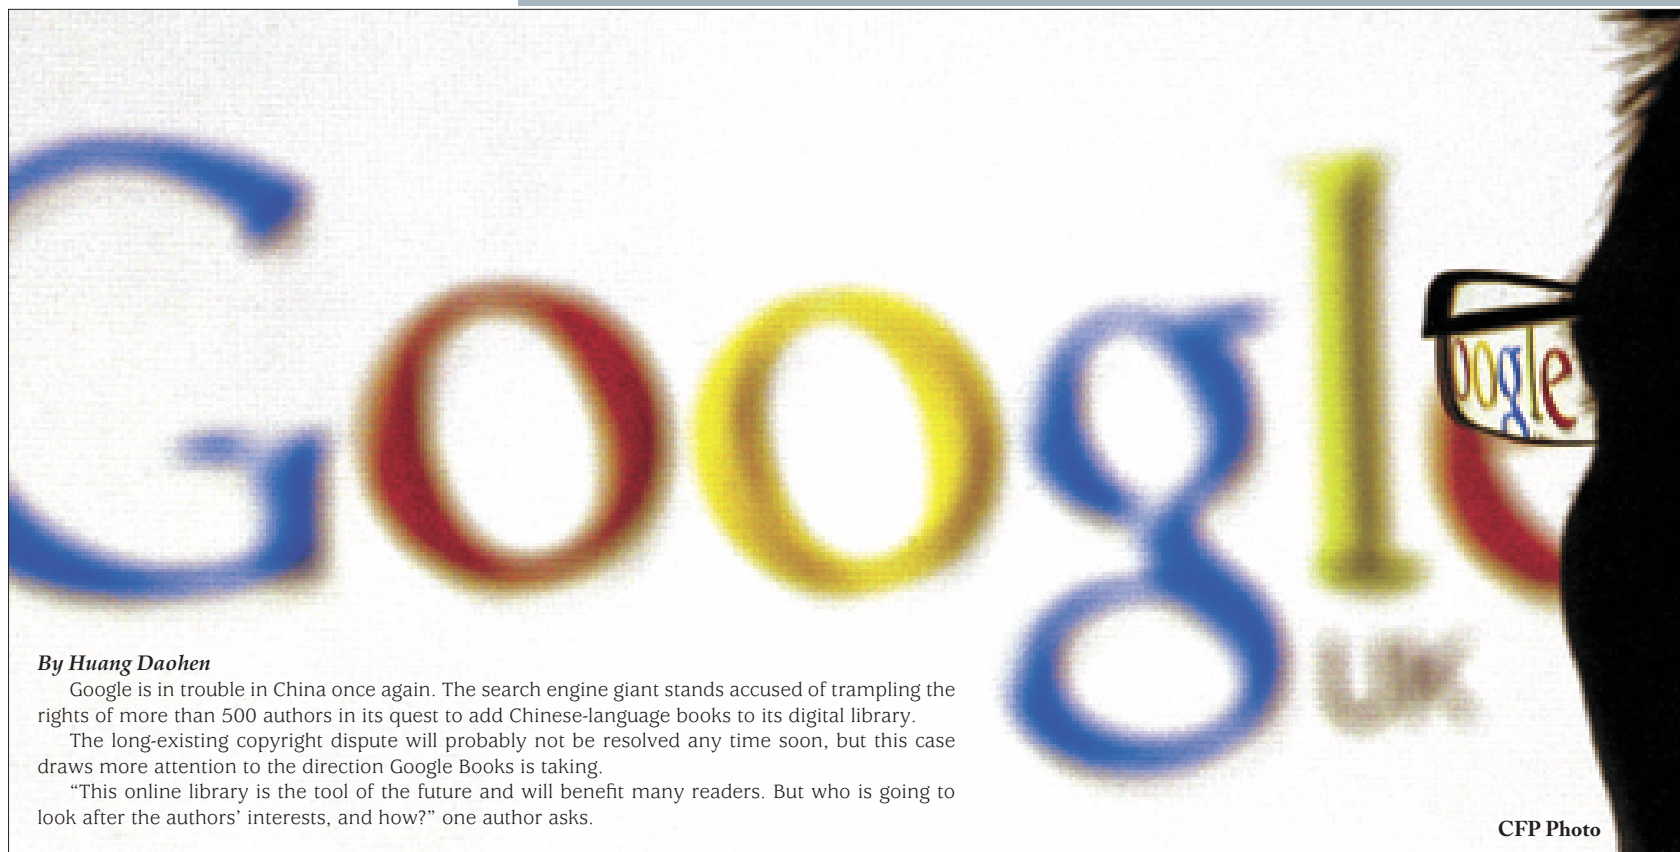 Google
oogle
UK
By Huang Daohen
Google is in trouble in China once again. The search engine giant stands accused of trampling the
rights of more than 500 authors in its quest to add Chinese-language books to its digital library.
The long-existing copyright dispute will probably not be resolved any time soon, but this case
draws more attention to the direction Google Books is taking.
“This online library is the tool of the future and will benefit many readers. But who is going to
look after the authors’ interests, and how?” one author asks.
CFP Photo